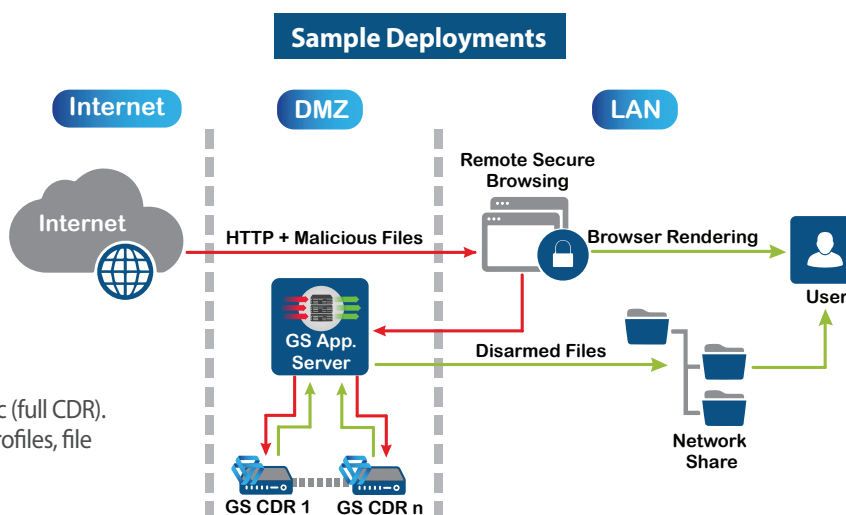 Sample Deployments
Internet
DMZ
LAN
Remote Secure
Browsing
Internet
HTTP + Malicious Files
Browser Rendering
User
GS App.
Server
Disarmed Files
c (full CDR).
rofiles, file
Network
Share
GS CDR 1
GS CDR n